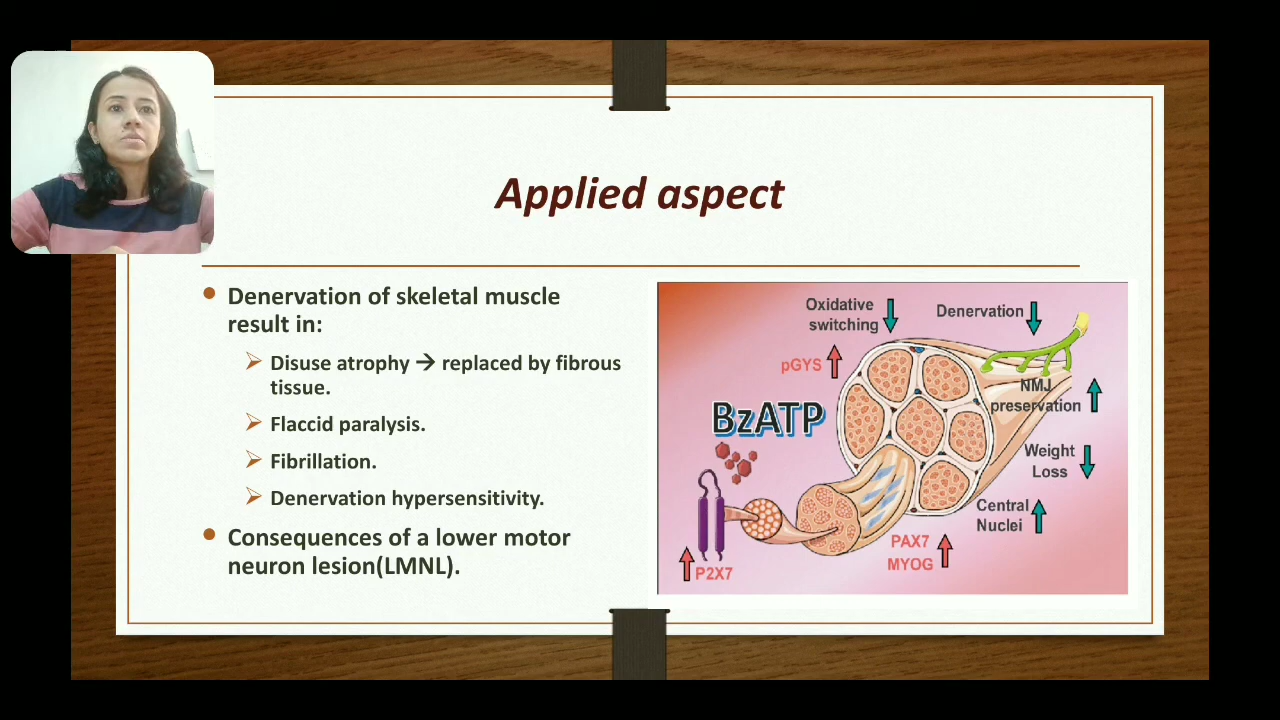 Applied aspect
Denervation of skeletal muscle
result in:
Disuse atrophy → replaced by fibrous
tissue.
Flaccid paralysis.
Fibrillation.
Denervation hypersensitivity.
Consequences of a lower motor
neuron lesion(LMNL).
Oxidative
switching
Denervation
pGYS
NMJ
preservation
BzATP
Weight
Loss
Central
Nuclei
PAX7
MYOG
P2X7